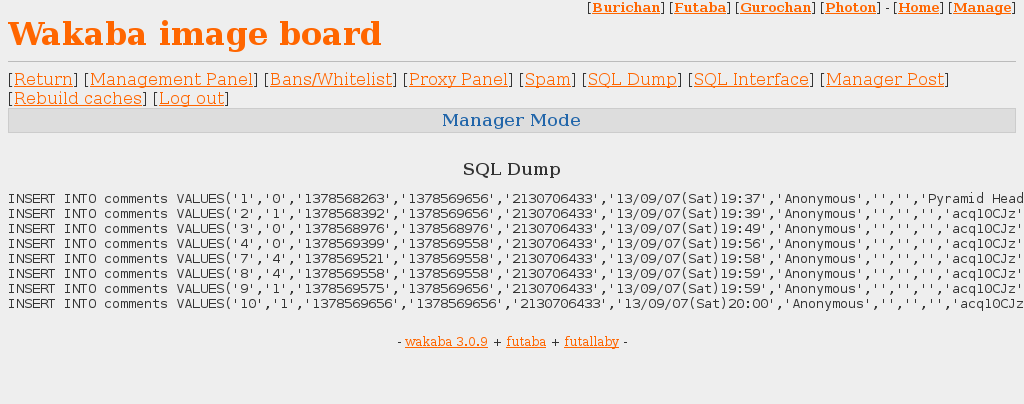 [Burichan] [Futaba] [Gurochan] [Photon] - [Home] [Manage]
Wakaba image board
[Return] [Management Panel] [Bans/Whitelist] [Proxy Panel] [Spam] [SQL Dump] [SQL Interface] [Manager Post]
[Rebuild caches] [Log out]
Manager Mode
SQL Dump
INSERT INTO comments VALUES('1','0','1378568263','1378569656','2130706433','13/09/07(Sat)19:37','Anonymous','','','Pyramid Head
INSERT INTO comments VALUES('2','1','1378568392','1378569656','2130706433','13/09/07(Sat)19:39','Anonymous','','','','acq10CJz'
INSERT INTO comments VALUES('3','0','1378568976','1378568976','2130706433','13/09/07(Sat)19:49','Anonymous','','','','acq10CJz'
INSERT INTO comments VALUES('4','0','1378569399','1378569558','2130706433','13/09/07(Sat)19:56','Anonymous','','','','acq10CJz'
INSERT INTO comments VALUES('7','4','1378569521','1378569558','2130706433','13/09/07(Sat)19:58','Anonymous','','','','acq10CJz'
INSERT INTO comments VALUES('8','4','1378569558','1378569558','2130706433','13/09/07(Sat)19:59','Anonymous','','','','acq10CJz'
INSERT INTO comments VALUES('9','1','1378569575','1378569656','2130706433','13/09/07(Sat)19:59','Anonymous','','','','acq10CJz'
INSERT INTO comments VALUES('10','1','1378569656','1378569656','2130706433','13/09/07(Sat)20:00','Anonymous','','','','acq10CJz
- wakaba 3.0.9 + futaba + futallaby -